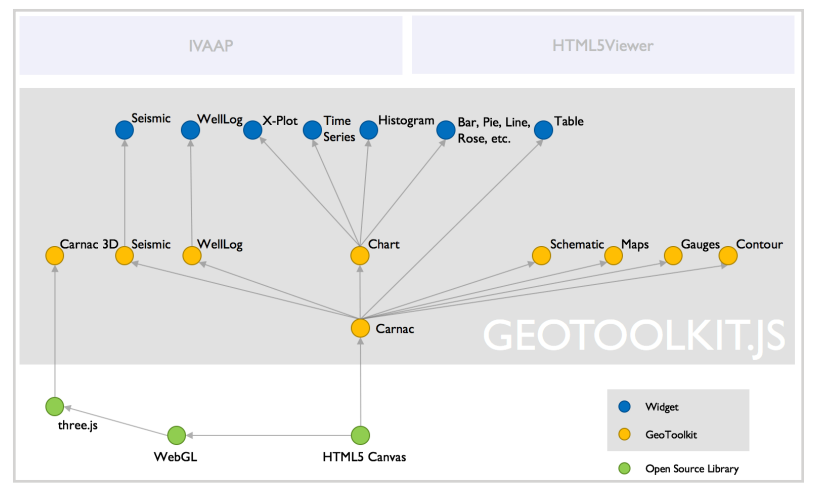 IVAAP
HTML5Viewer
Seismic
WellLog
X-Plot
Time
Series
Histogram
Bar, Pie, Line,
Rose, etc.
Table
Carnac 3D
Seismic
WellLog
Chart
Schematic
Maps
Gauges
Contour
Carnac
GEOTOOLKIT.JS
three.js
WebGL
HTML5 Canvas
Widget
GeoToolkit
Open Source Library